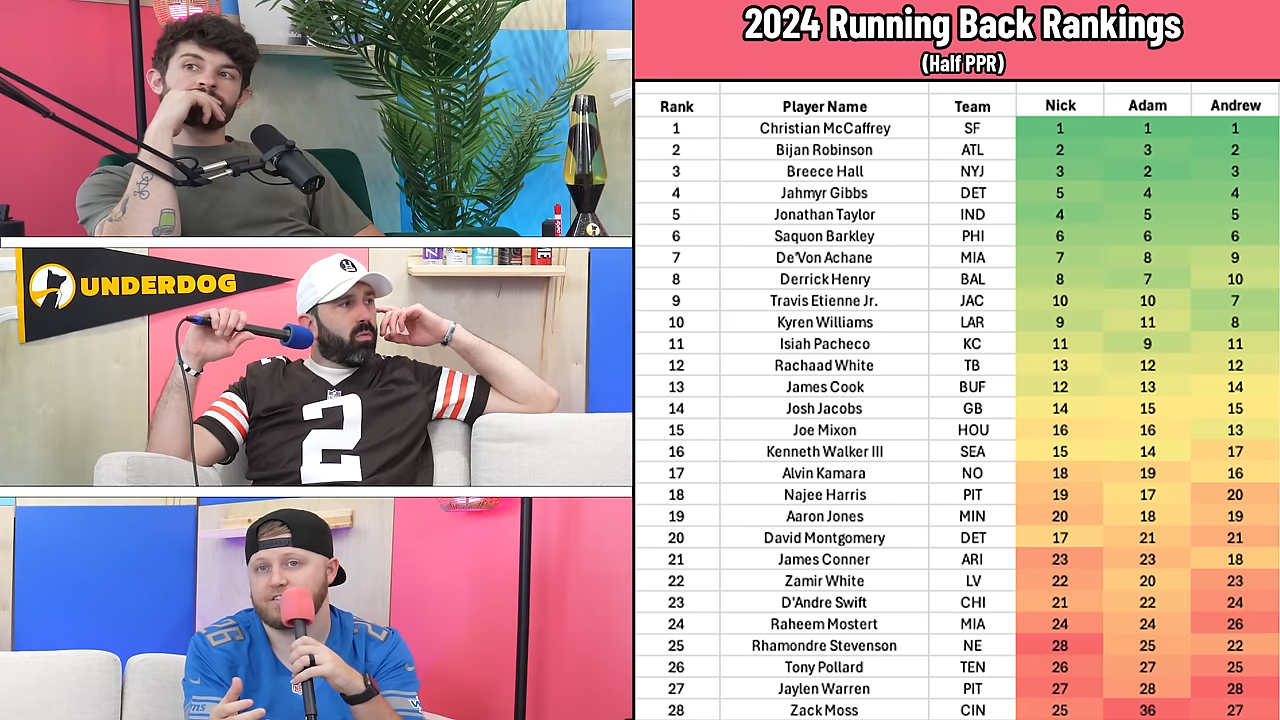 2024 Running Back Rankings
(Half PPR)
Rank Player Name Team Nick Adam Andrew
1 Christian McCaffrey SF 1 1 1
2 Bijan Robinson ATL 2 3 2
3 Breece Hall NYJ 3 2 3
4 Jahmyr Gibbs DET 5 4 4
5 Jonathan Taylor IND 4 5 5
6 Saquon Barkley PHI 6 6 6
7 De'Von Achane MIA 7 8 9
8 Derrick Henry BAL 8 7 10
9 Travis Etienne Jr. JAC 10 10 7
10 Kyren Williams LAR 9 11 8
11 Isiah Pacheco KC 11 9 11
12 Rachaad White TB 13 12 12
13 James Cook BUF 12 13 14
14 Josh Jacobs GB 14 15 15
15 Joe Mixon HOU 16 16 13
16 Kenneth Walker III SEA 15 14 17
17 Alvin Kamara NO 18 19 16
18 Najee Harris PIT 19 17 20
19 Aaron Jones MIN 20 18 19
20 David Montgomery DET 17 21 21
21 James Conner ARI 23 23 18
22 Zamir White LV 22 20 23
23 D'Andre Swift CHI 21 22 24
24 Raheem Mostert MIA 24 24 26
25 Rhamondre Stevenson NE 28 25 22
26 Tony Pollard TEN 26 27 25
27 Jaylen Warren PIT 27 28 28
28 Zack Moss CIN 25 36 27
UNDERDOG
2
26 26